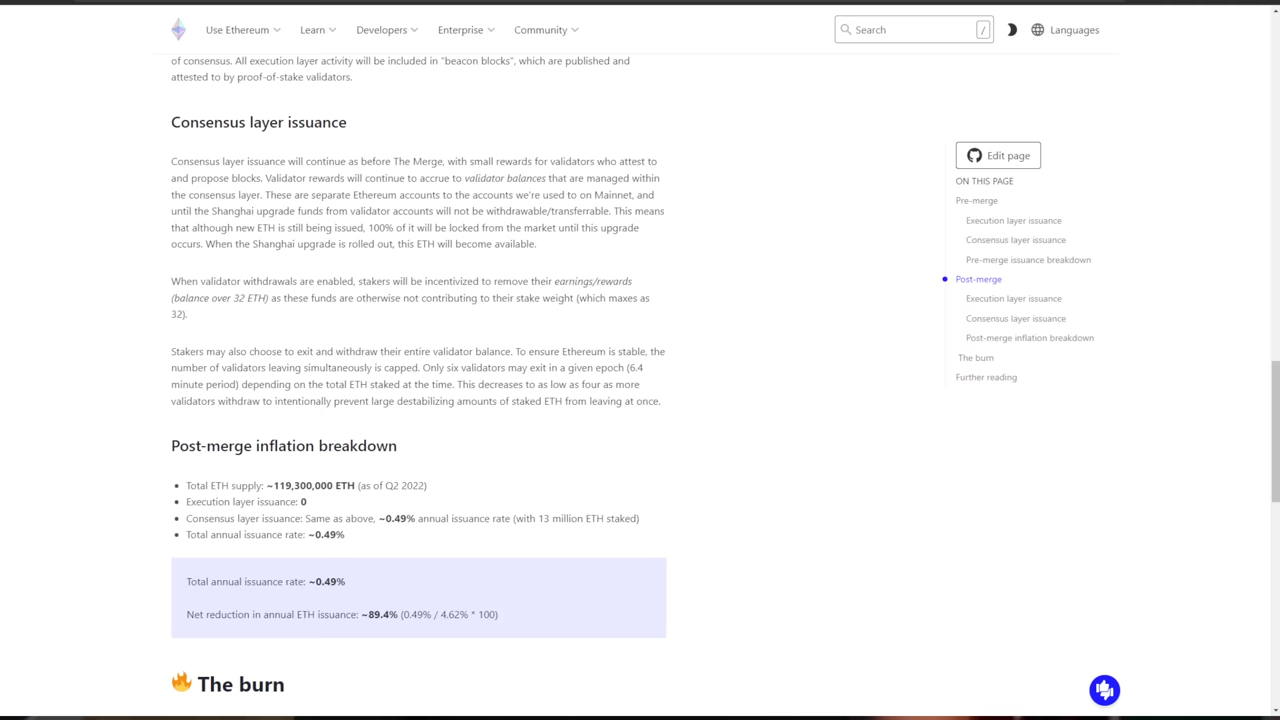 Use Ethereum Learn Developers Enterprise Community Search / Languages
of consensus. All execution layer activity will be included in "beacon blocks", which are published and
attested to by proof-of-stake validators.
Consensus layer issuance
Consensus layer issuance will continue as before The Merge, with small rewards for validators who attest to
and propose blocks. Validator rewards will continue to accrue to validator balances that are managed within
the consensus layer. These are separate Ethereum accounts to the accounts we're used to on Mainnet, and
until the Shanghai upgrade funds from validator accounts will not be withdrawable/transferrable. This means
that although new ETH is still being issued, 100% of it will be locked from the market until this upgrade
occurs. When the Shanghai upgrade is rolled out, this ETH will become available.
When validator withdrawals are enabled, stakers will be incentivized to remove their earnings/rewards
(balance over 32 ETH) as these funds are otherwise not contributing to their stake weight (which maxes as
32).
Stakers may also choose to exit and withdraw their entire validator balance. To ensure Ethereum is stable, the
number of validators leaving simultaneously is capped. Only six validators may exit in a given epoch (6.4
minute period) depending on the total ETH staked at the time. This decreases to as low as four as more
validators withdraw to intentionally prevent large destabilizing amounts of staked ETH from leaving at once.
Post-merge inflation breakdown
• Total ETH supply: ~119,300,000 ETH (as of Q2 2022)
• Execution layer issuance: 0
• Consensus layer issuance: Same as above, ~0.49% annual issuance rate (with 13 million ETH staked)
• Total annual issuance rate: ~0.49%
Total annual issuance rate: ~0.49%
Net reduction in annual ETH issuance: ~89.4% (0.49% / 4.62% * 100)
🔥 The burn
Edit page
ON THIS PAGE
Pre-merge
Execution layer issuance
Consensus layer issuance
Pre-merge issuance breakdown
Post-merge
Execution layer issuance
Consensus layer issuance
Post-merge inflation breakdown
The burn
Further reading